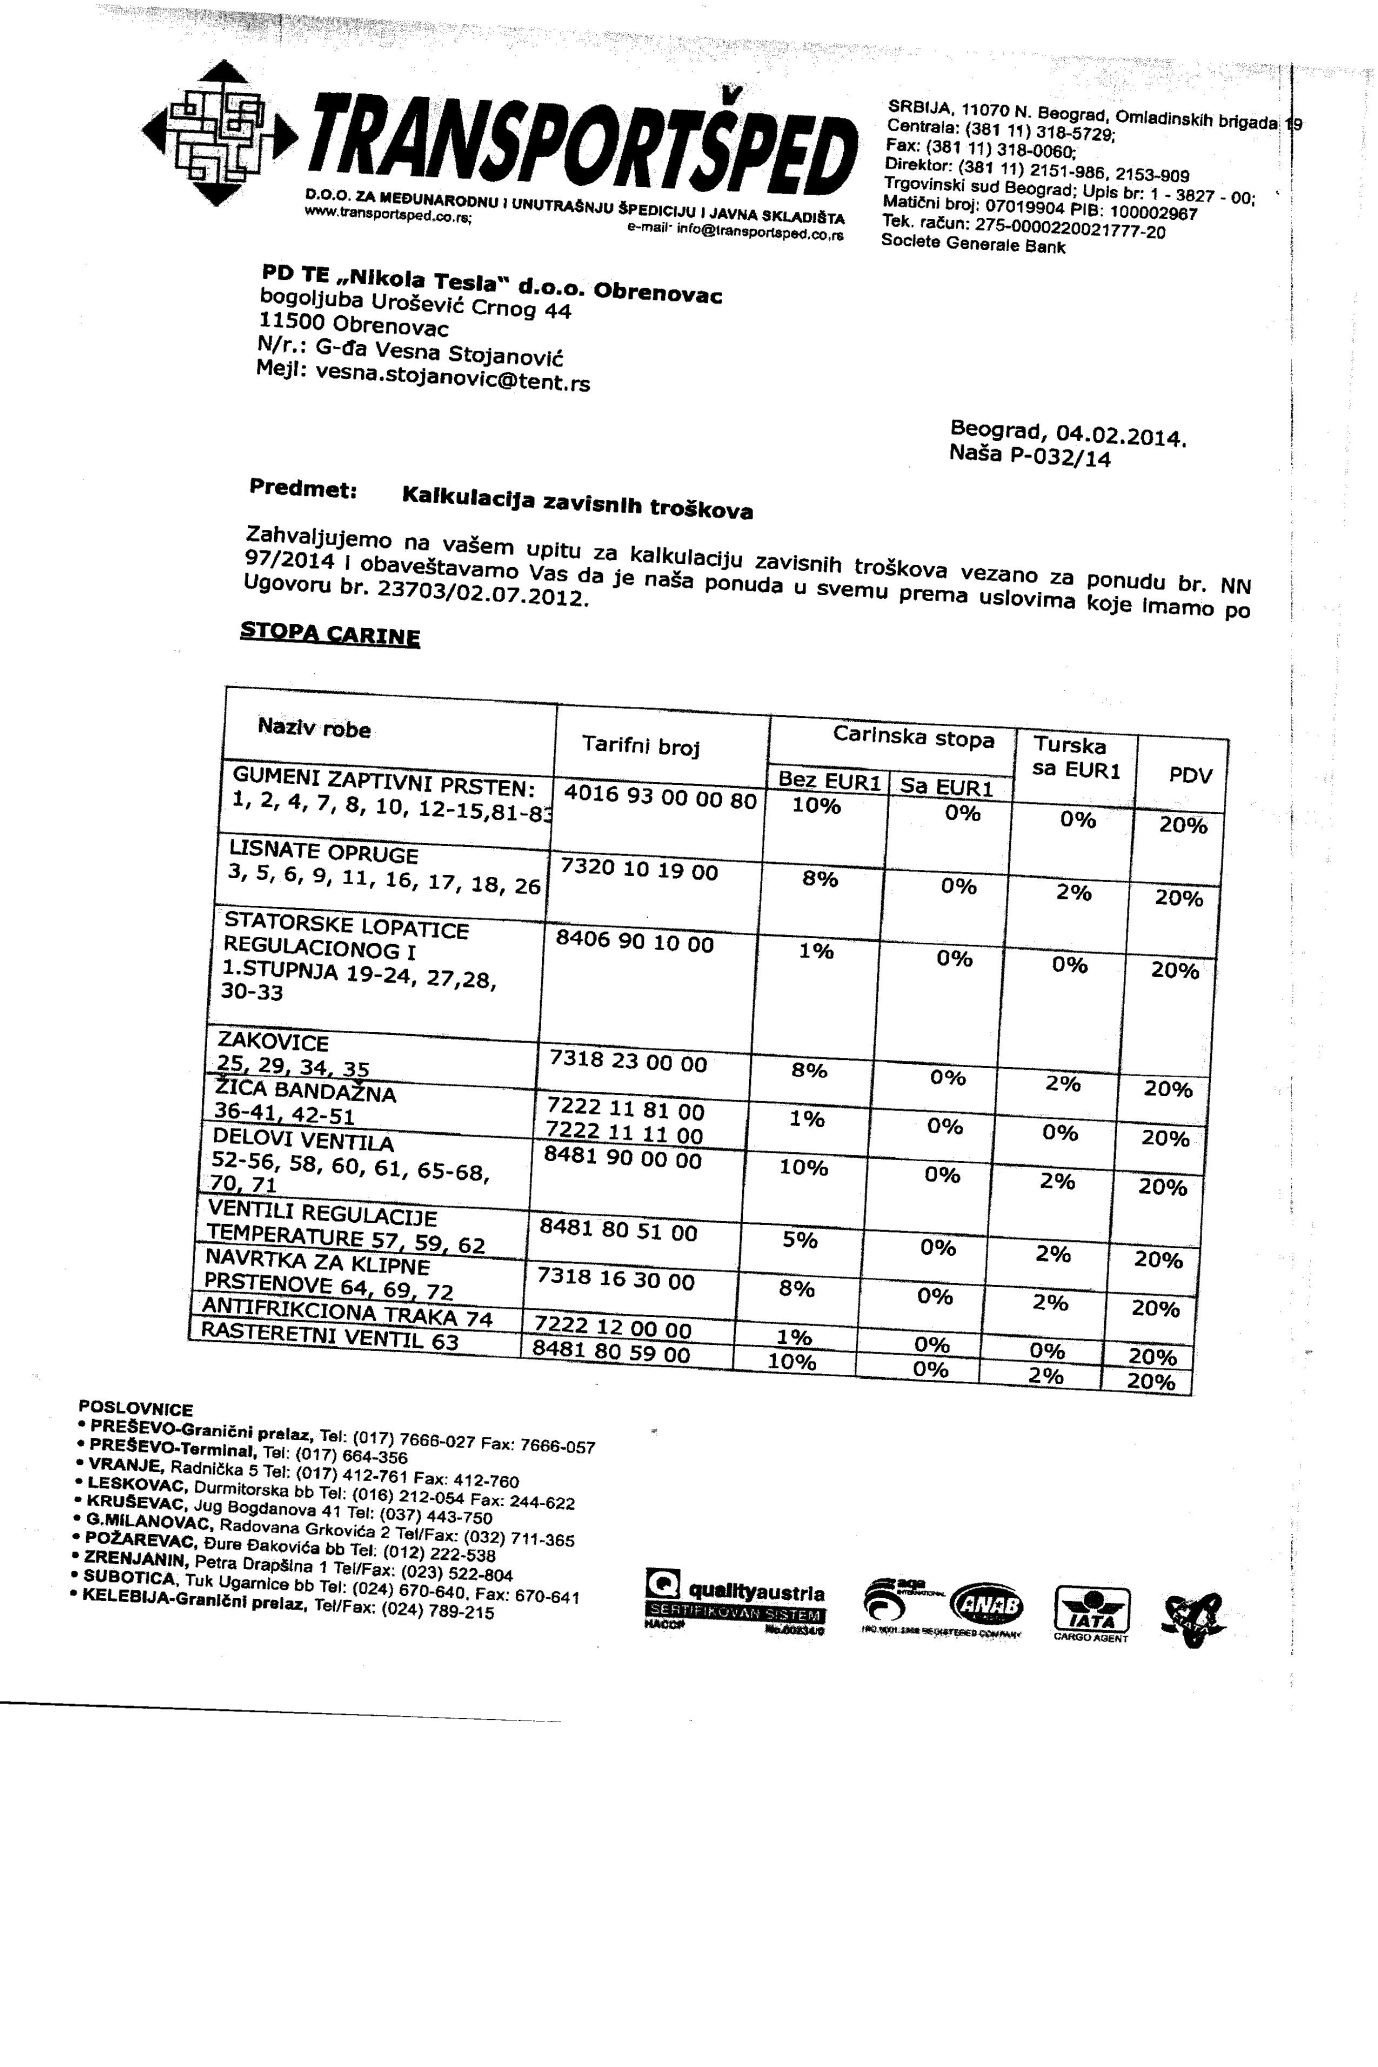 TRANSPORTŠPED
D.O.O. ZA MEĐUNARODNU I UNUTRAŠNJU ŠPEDICIJU I JAVNA SKLADIŠTA
www.transportsped.co.rs;
e-mail: info@transportsped.co.rs
SRBIJA, 11070 N. Beograd, Omladinskih brigada 19
Centrala: (381 11) 318-5729;
Fax: (381 11) 318-0060;
Direktor: (381 11) 2151-986, 2153-909
Trgovinski sud Beograd; Upis br: 1 - 3827 - 00;
Matični broj: 07019904 PIB: 100002967
Tek. račun: 275-0000220021777-20
Societe Generale Bank
PD TE „Nikola Tesla“ d.o.o. Obrenovac
bogoljuba Urošević Crnog 44
11500 Obrenovac
N/r.: G-đa Vesna Stojanović
Mejl: vesna.stojanovic@tent.rs
Beograd, 04.02.2014.
Naša P-032/14
Predmet: Kalkulacija zavisnih troškova
Zahvaljujemo na vašem upitu za kalkulaciju zavisnih troškova vezano za ponudu br. NN
97/2014 i obaveštavamo Vas da je naša ponuda u svemu prema uslovima koje imamo po
Ugovoru br. 23703/02.07.2012.
STOPA CARINE
Naziv robe Tarifni broj Carinska stopa Turska PDV
Bez EUR1 Sa EUR1 sa EUR1
GUMENI ZAPTIVNI PRSTEN: 4016 93 00 00 80 10% 0% 0% 20%
1, 2, 4, 7, 8, 10, 12-15,81-83
LISNATE OPRUGE 7320 10 19 00 8% 0% 2% 20%
3, 5, 6, 9, 11, 16, 17, 18, 26
STATORSKE LOPATICE 8406 90 10 00 1% 0% 0% 20%
REGULACIONOG I
1.STUPNJA 19-24, 27,28,
30-33
ZAKOVICE 7318 23 00 00 8% 0% 2% 20%
25, 29, 34, 35
ŽICA BANDAŽNA 7222 11 81 00 1% 0% 0% 20%
36-41, 42-51 7222 11 11 00
DELOVI VENTILA 8481 90 00 00 10% 0% 2% 20%
52-56, 58, 60, 61, 65-68,
70, 71
VENTILI REGULACIJE 8481 80 51 00 5% 0% 2% 20%
TEMPERATURE 57, 59, 62
NAVRTKA ZA KLIPNE 7318 16 30 00 8% 0% 2% 20%
PRSTENOVE 64, 69, 72
ANTIFRIKCIONA TRAKA 74 7222 12 00 00 1% 0% 0% 20%
RASTERETNI VENTIL 63 8481 80 59 00 10% 0% 2% 20%
POSLOVNICE
• PREŠEVO-Granični prelaz, Tel: (017) 7666-027 Fax: 7666-057
• PREŠEVO-Terminal, Tel: (017) 664-356
• VRANJE, Radnička 5 Tel: (017) 412-761 Fax: 412-760
• LESKOVAC, Durmitorska bb Tel: (016) 212-054 Fax: 244-622
• KRUŠEVAC, Jug Bogdanova 41 Tel: (037) 443-750
• G.MILANOVAC, Radovana Grkovića 2 Tel/Fax: (032) 711-365
• POŽAREVAC, Đure Đakovića bb Tel: (012) 222-538
• ZRENJANIN, Petra Drapšina 1 Tel/Fax: (023) 522-804
• SUBOTICA, Tuk Ugarnice bb Tel: (024) 670-640, Fax: 670-641
• KELEBIJA-Granični prelaz, Tel/Fax: (024) 789-215
qualityaustria
SERTIFIKOVAN SISTEM
HACCP No.00834/0
aqa
INTERNATIONAL
ANAB
REGISTERED COMPANY
IATA
CARGO AGENT